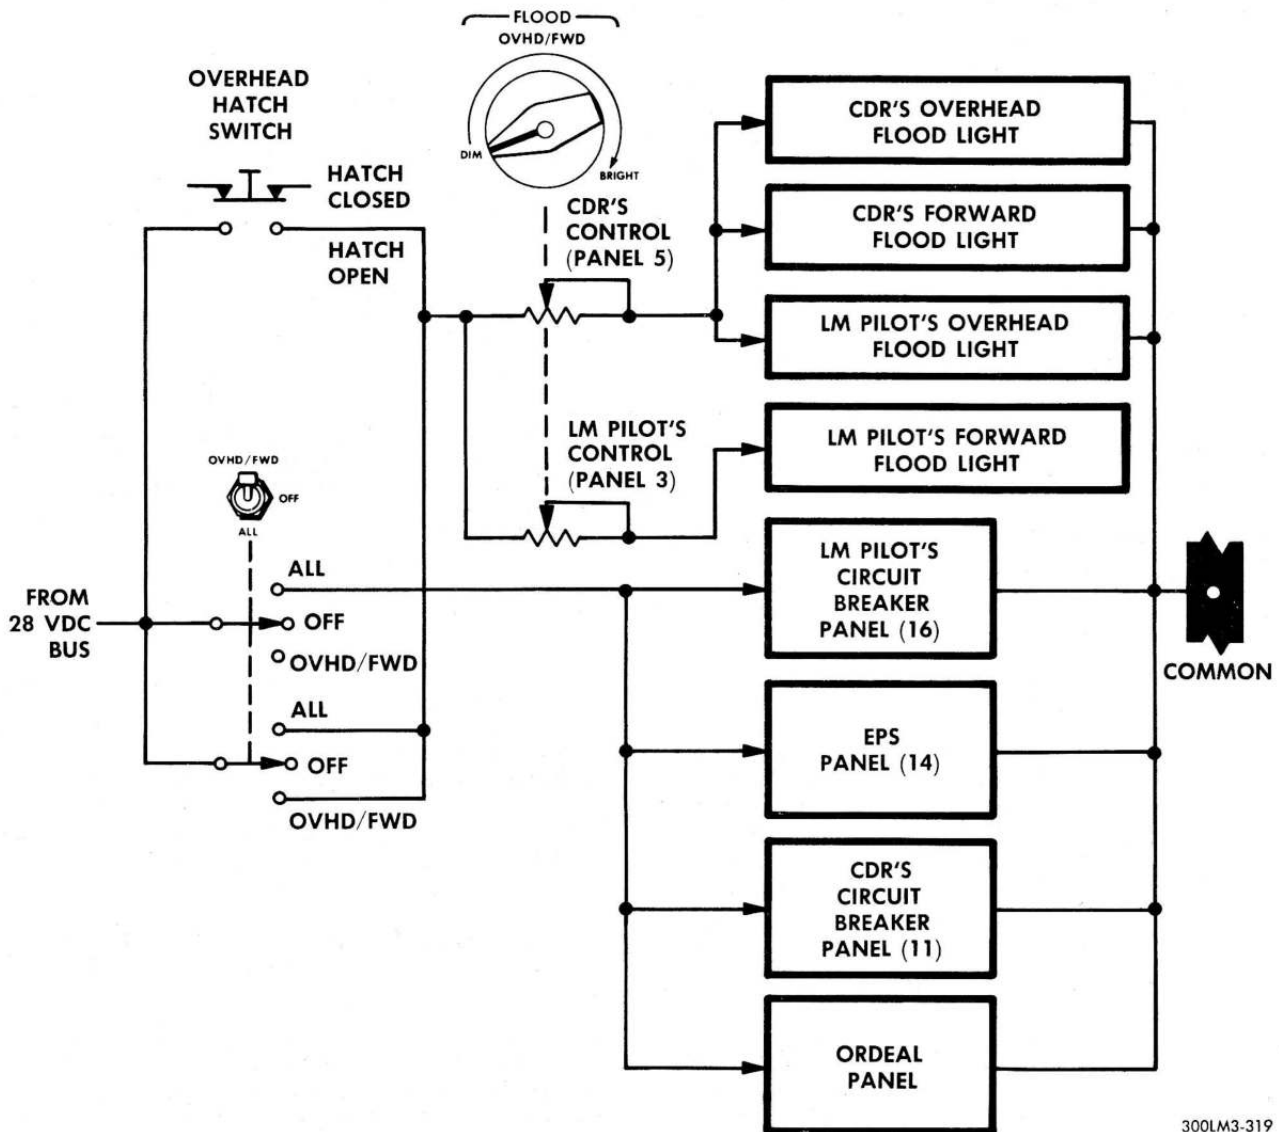 FLOOD
OVHD/FWD
DIM
BRIGHT
OVERHEAD
HATCH
SWITCH
HATCH
CLOSED
HATCH
OPEN
CDR'S
CONTROL
(PANEL 5)
LM PILOT'S
CONTROL
(PANEL 3)
OVHD/FWD
OFF
ALL
FROM
28 VDC
BUS
ALL
OFF
OVHD/FWD
ALL
OFF
OVHD/FWD
CDR'S OVERHEAD
FLOOD LIGHT
CDR'S FORWARD
FLOOD LIGHT
LM PILOT'S OVERHEAD
FLOOD LIGHT
LM PILOT'S FORWARD
FLOOD LIGHT
LM PILOT'S
CIRCUIT
BREAKER
PANEL (16)
EPS
PANEL (14)
CDR'S
CIRCUIT
BREAKER
PANEL (11)
ORDEAL
PANEL
COMMON
300LM3-319